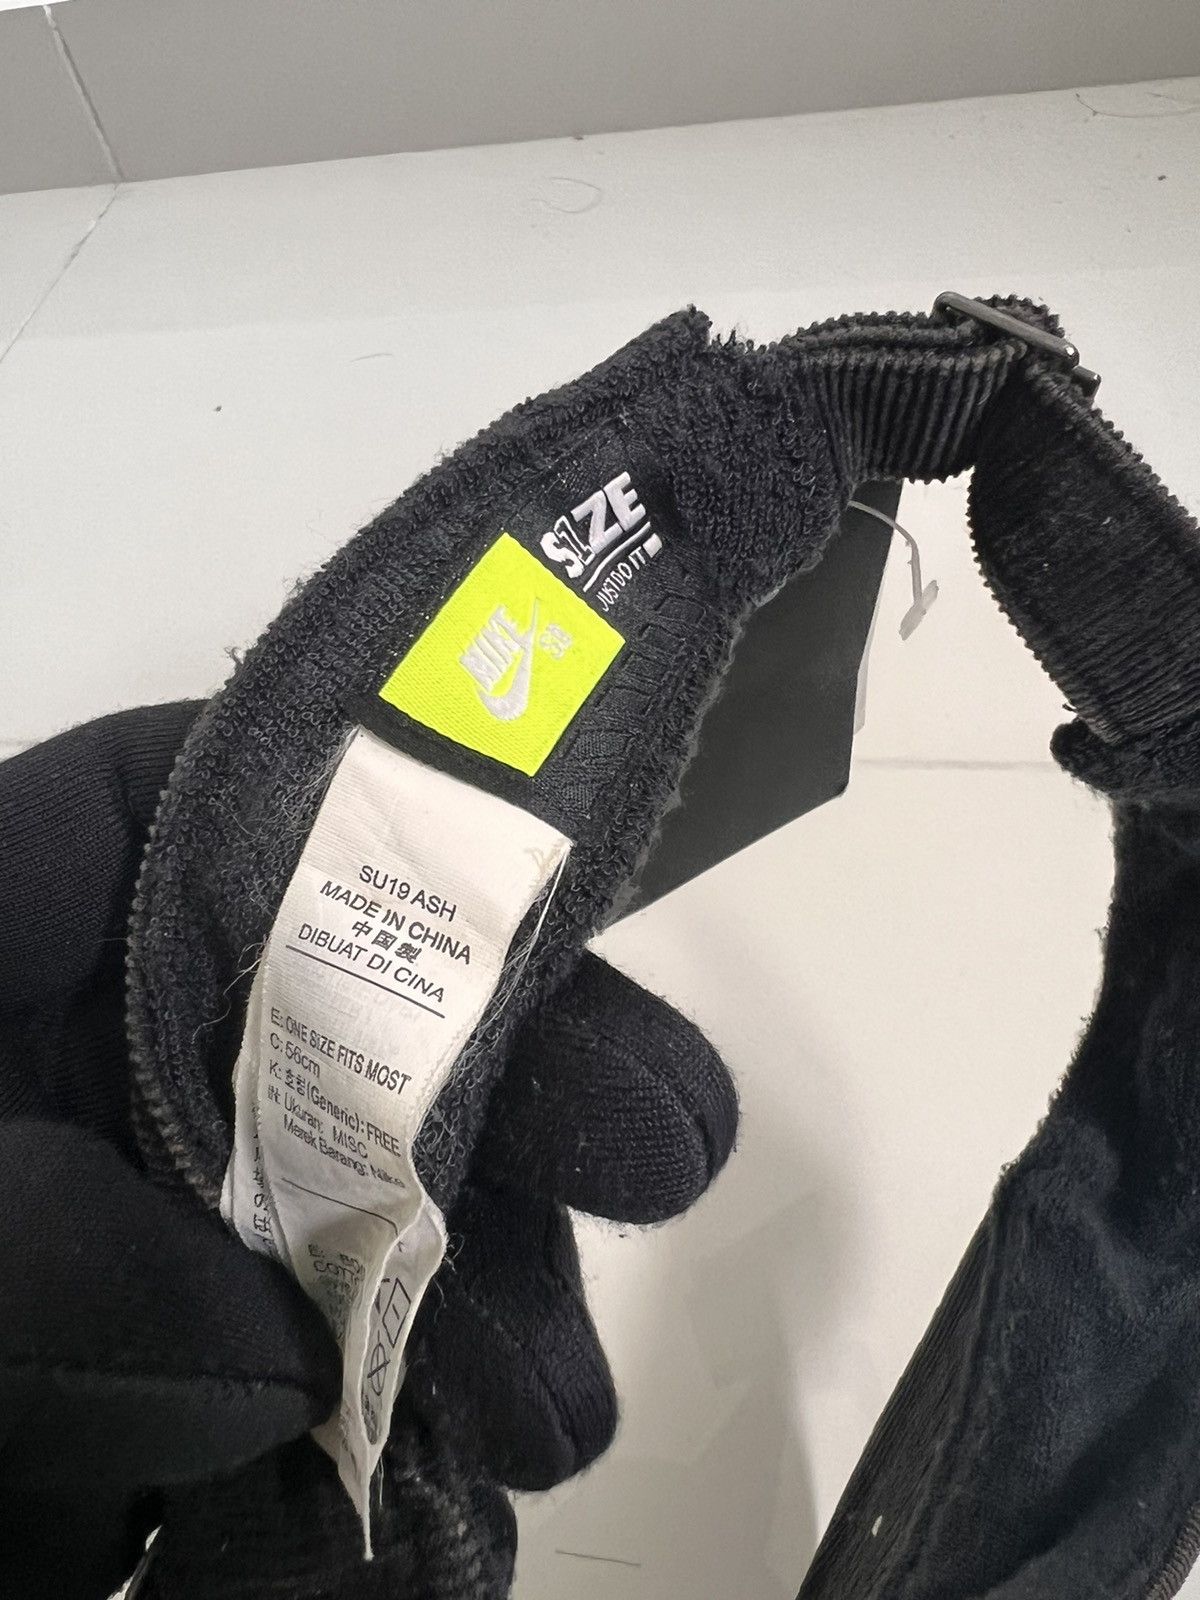 S1ZE
JUST DO IT
NIKE SB
SU19 ASH
MADE IN CHINA
中国製
DIBUAT DI CINA
E: ONE SIZE FITS MOST
C: 56cm
K: 호칭(Generic): FREE
IN: Ukuran: MISC
Merek Barang: Nike